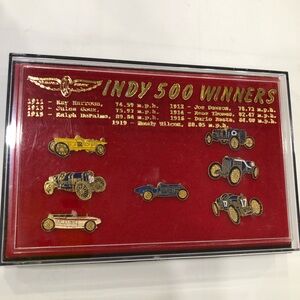 INDY 500 WINNERS
1911 - Ray Harroun, 74.59 m.p.h. 1912 - Joe Dawson, 78.72 m.p.h.
1913 - Jules Goux, 75.93 m.p.h. 1914 - Rene Thomas, 82.47 m.p.h.
1915 - Ralph DePalma, 89.84 m.p.h. 1916 - Dario Resta, 84.00 m.p.h.
1919 - Howdy Wilcox, 88.05 m.p.h.